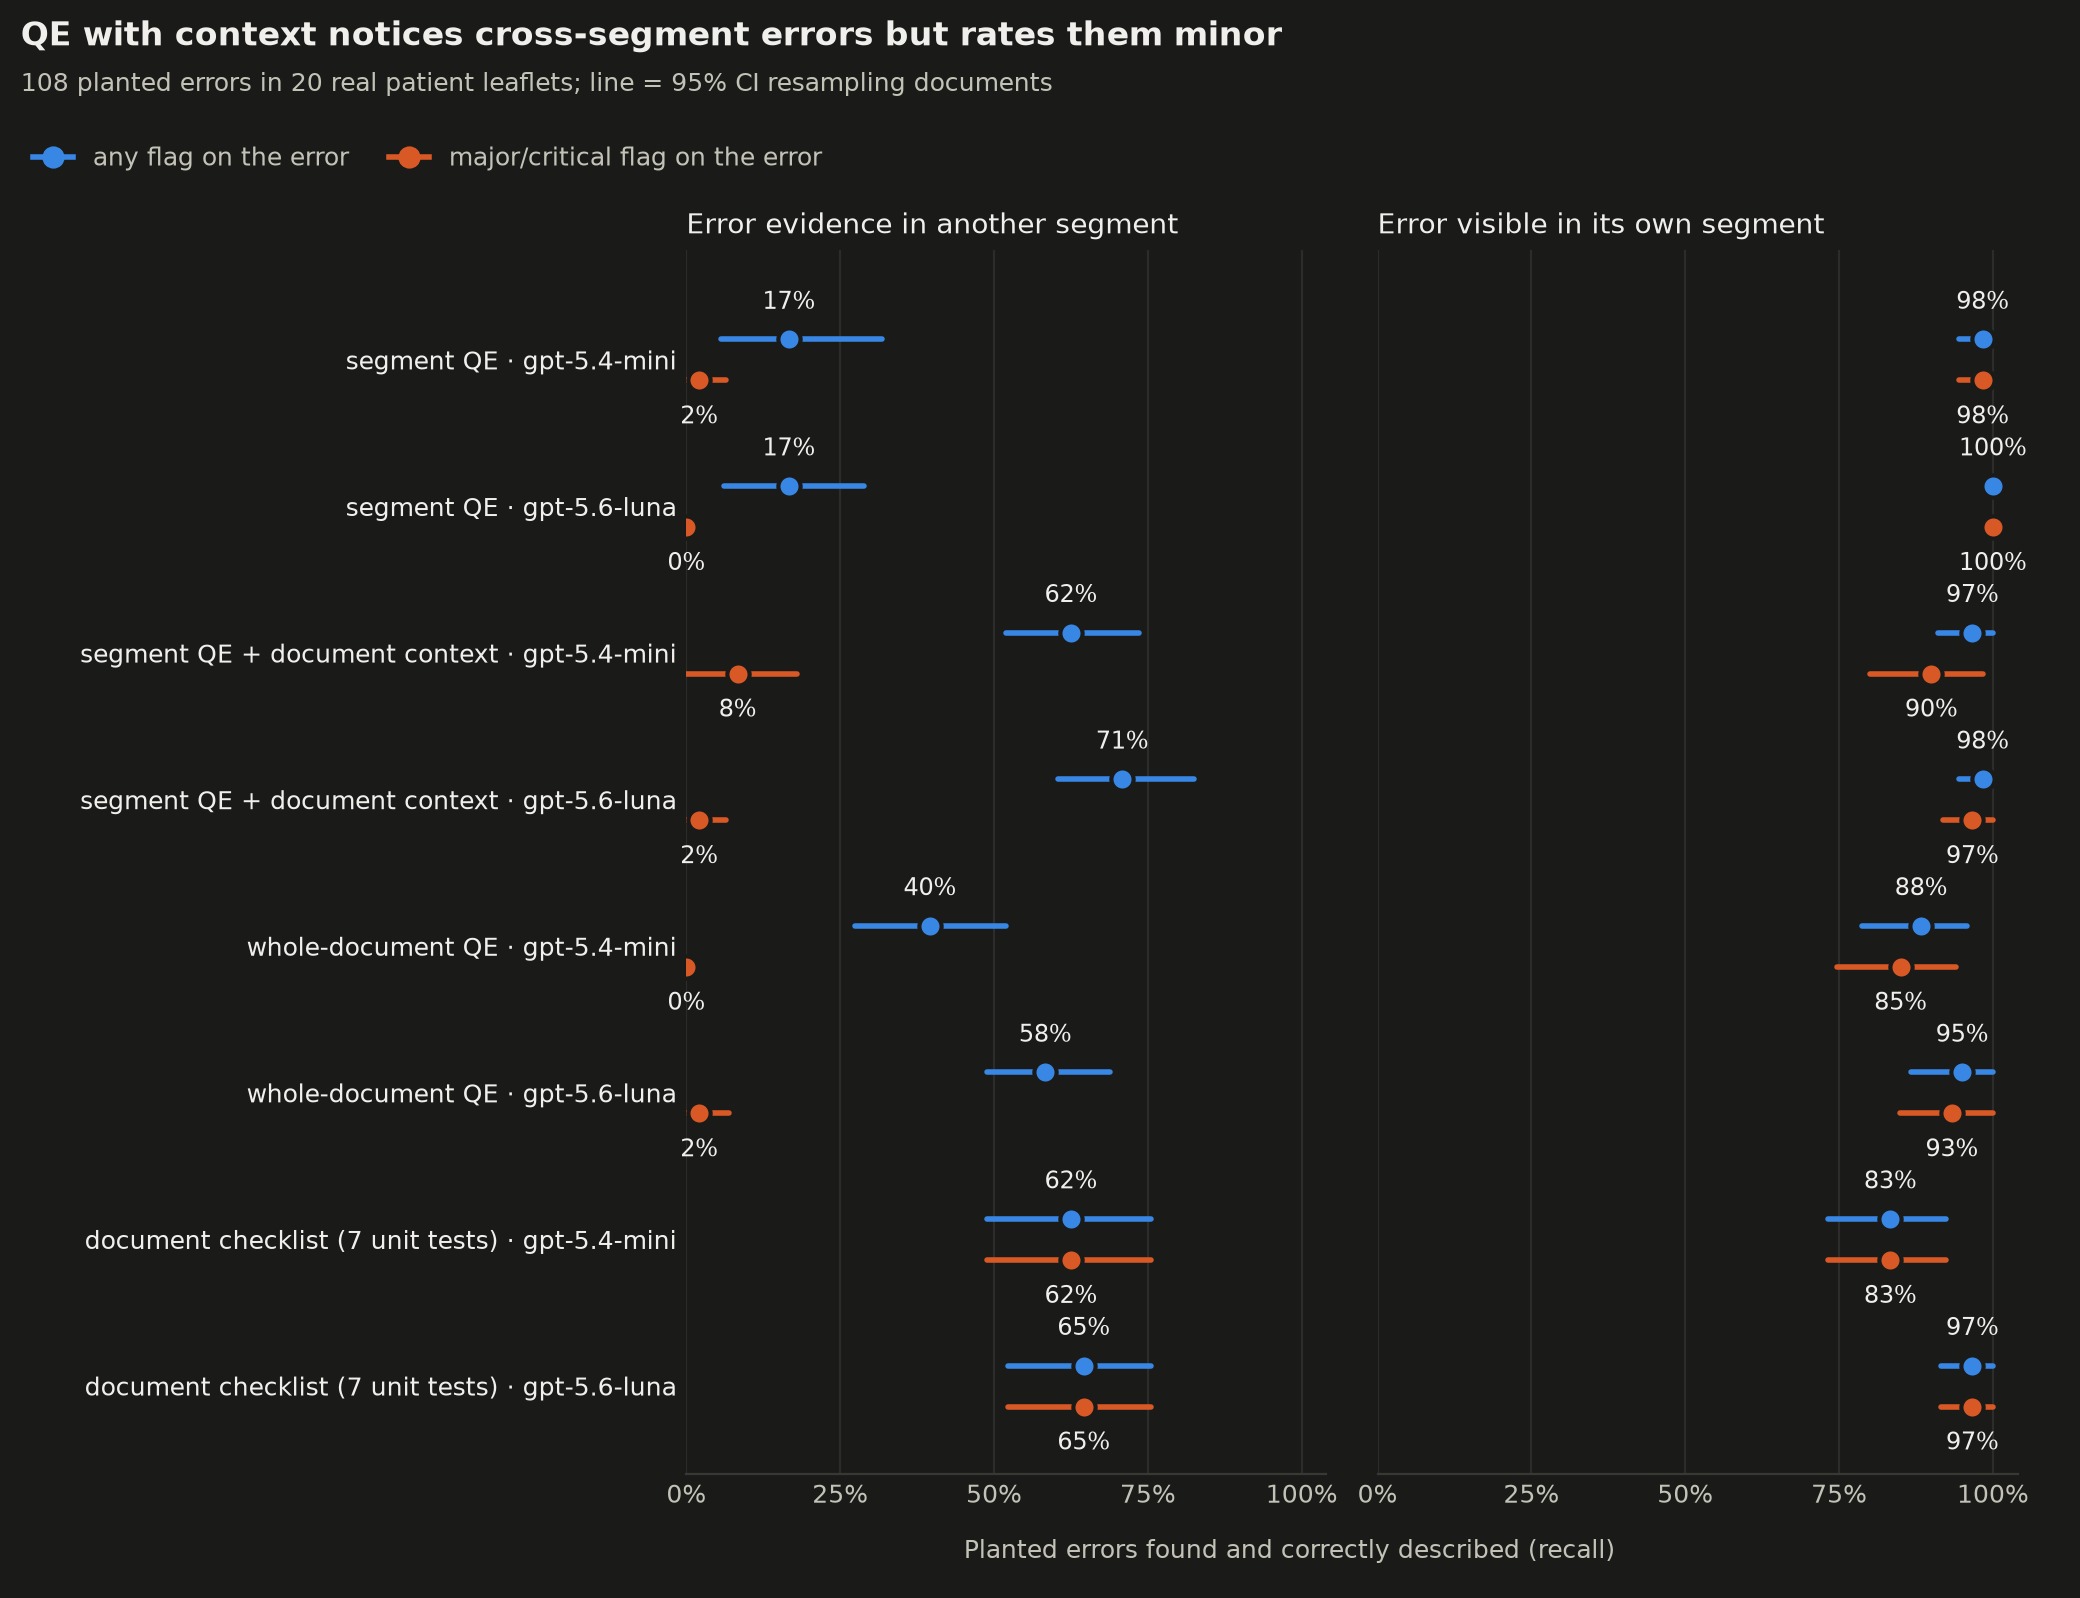 QE with context notices cross-segment errors but rates them minor
108 planted errors in 20 real patient leaflets; line = 95% CI resampling documents
any flag on the error
major/critical flag on the error
Error evidence in another segment
Error visible in its own segment
17%
98%
segment QE · gpt-5.4-mini
2%
98%
17%
100%
segment QE · gpt-5.6-luna
0%
100%
62%
97%
segment QE + document context · gpt-5.4-mini
8%
90%
71%
98%
segment QE + document context · gpt-5.6-luna
2%
97%
40%
88%
whole-document QE · gpt-5.4-mini
0%
85%
58%
95%
whole-document QE · gpt-5.6-luna
2%
93%
62%
83%
document checklist (7 unit tests) · gpt-5.4-mini
62%
83%
65%
97%
document checklist (7 unit tests) · gpt-5.6-luna
65%
97%
0% 25% 50% 75% 100%
0% 25% 50% 75% 100%
Planted errors found and correctly described (recall)